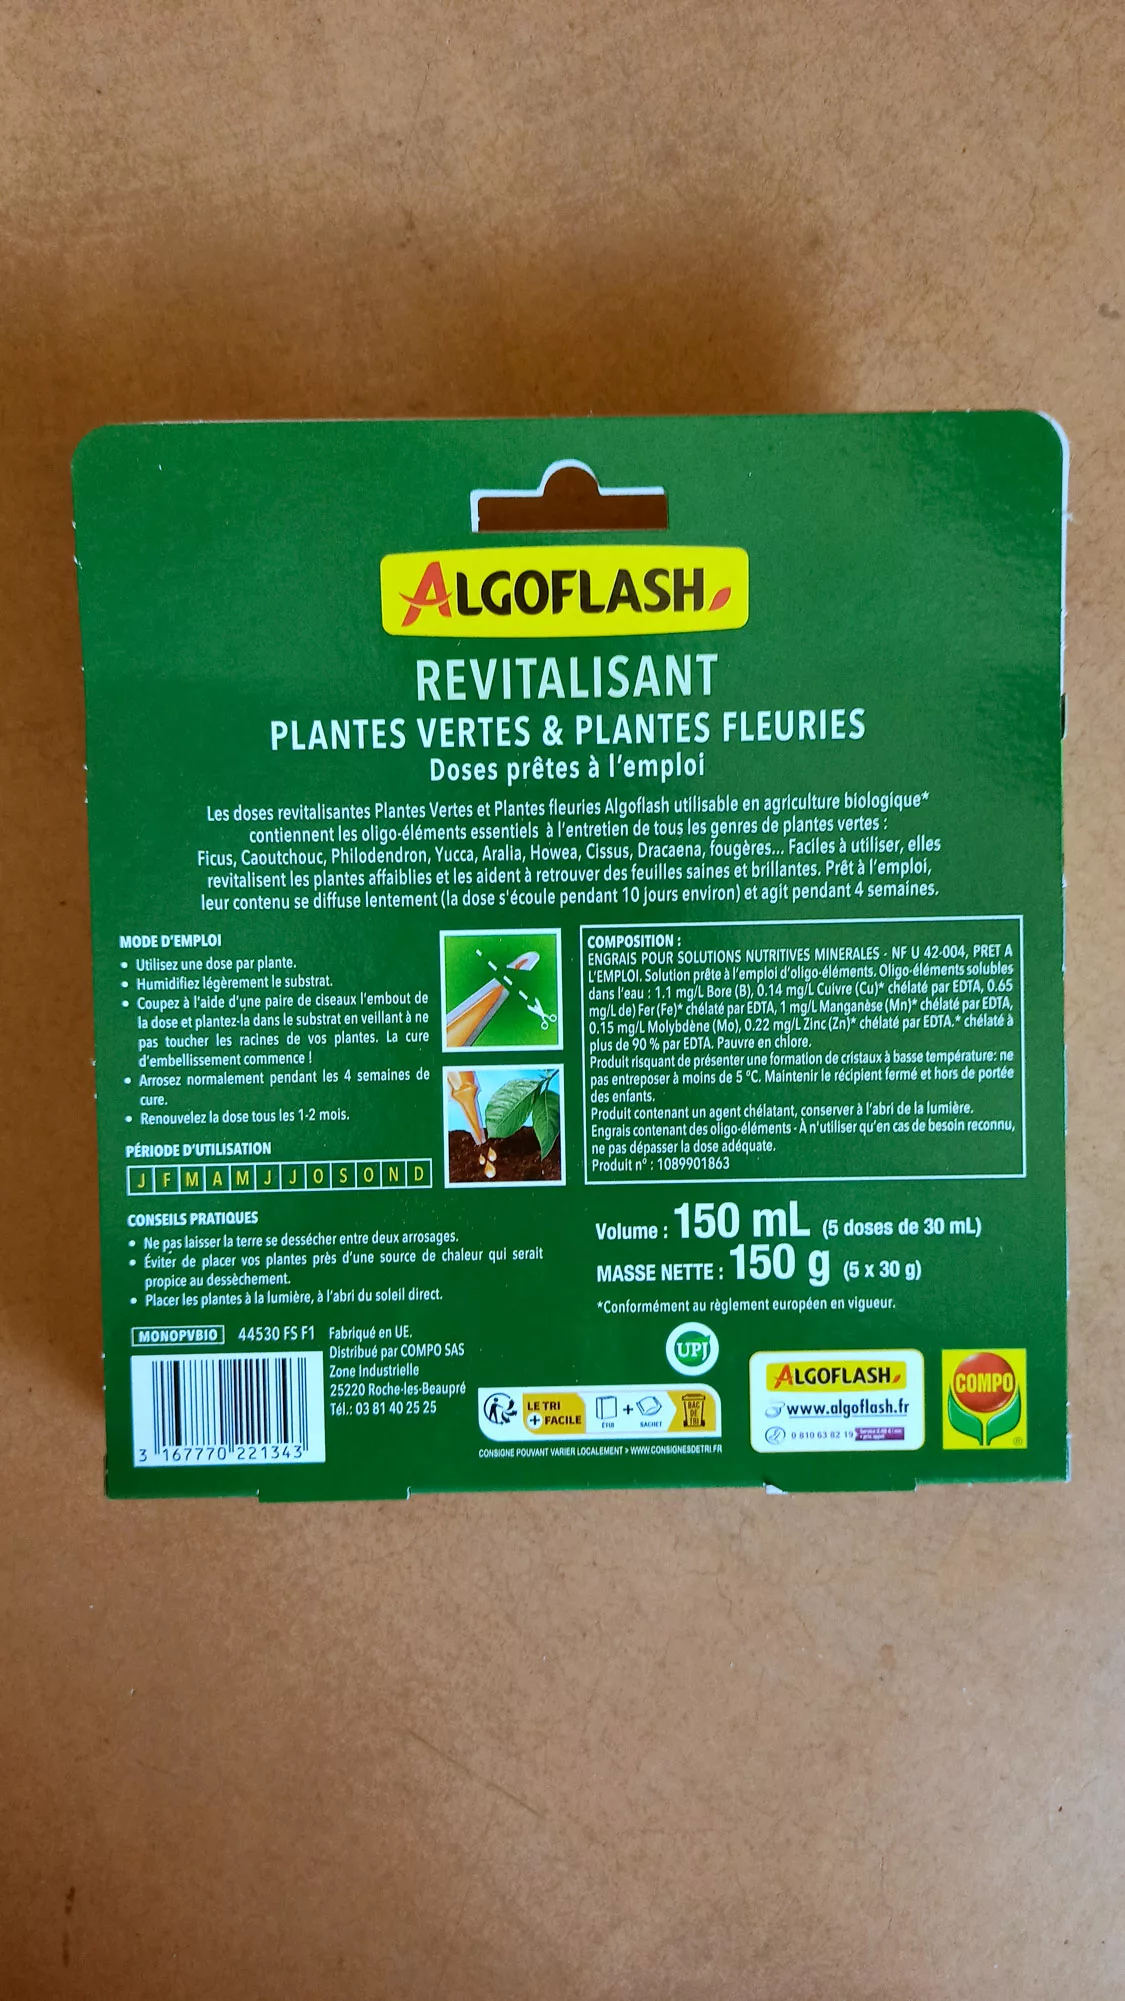 ALGOFLASH
REVITALISANT
PLANTES VERTES & PLANTES FLEURIES
Doses prêtes à l'emploi
Les doses revitalisantes Plantes Vertes et Plantes fleuries Algoflash utilisable en agriculture biologique*
contiennent les oligo-éléments essentiels à l'entretien de tous les genres de plantes vertes :
Ficus, Caoutchouc, Philodendron, Yucca, Aralia, Howea, Cissus, Dracaena, fougères... Faciles à utiliser, elles
revitalisent les plantes affaiblies et les aident à retrouver des feuilles saines et brillantes. Prêt à l'emploi,
leur contenu se diffuse lentement (la dose s'écoule pendant 10 jours environ) et agit pendant 4 semaines.
MODE D'EMPLOI
• Utilisez une dose par plante.
• Humidifiez légèrement le substrat.
• Coupez à l'aide d'une paire de ciseaux l'embout de
la dose et plantez-la dans le substrat en veillant à ne
pas toucher les racines de vos plantes. La cure
d'embellissement commence !
• Arrosez normalement pendant les 4 semaines de
cure.
• Renouvelez la dose tous les 1-2 mois.
PÉRIODE D'UTILISATION
J F M A M J J O S O N D
CONSEILS PRATIQUES
• Ne pas laisser la terre se dessécher entre deux arrosages.
• Éviter de placer vos plantes près d'une source de chaleur qui serait
propice au dessèchement.
• Placer les plantes à la lumière, à l'abri du soleil direct.
COMPOSITION :
ENGRAIS POUR SOLUTIONS NUTRITIVES MINERALES - NF U 42-004, PRET A
L'EMPLOI. Solution prête à l'emploi d'oligo-éléments. Oligo-éléments solubles
dans l'eau : 1.1 mg/L Bore (B), 0.14 mg/L Cuivre (Cu)* chélaté par EDTA, 0.65
mg/L de) Fer (Fe)* chélaté par EDTA, 1 mg/L Manganèse (Mn)* chélaté par EDTA,
0.15 mg/L Molybdène (Mo), 0.22 mg/L Zinc (Zn)* chélaté par EDTA.* chélaté à
plus de 90 % par EDTA. Pauvre en chlore.
Produit risquant de présenter une formation de cristaux à basse température: ne
pas entreposer à moins de 5 °C. Maintenir le récipient fermé et hors de portée
des enfants.
Produit contenant un agent chélatant, conserver à l'abri de la lumière.
Engrais contenant des oligo-éléments - À n'utiliser qu'en cas de besoin reconnu,
ne pas dépasser la dose adéquate.
Produit n° : 1089901863
Volume : 150 mL (5 doses de 30 mL)
MASSE NETTE : 150 g (5 x 30 g)
*Conformément au règlement européen en vigueur.
MONOPVBIO 44530 FS F1
Fabriqué en UE.
Distribué par COMPO SAS
Zone Industrielle
25220 Roche-les-Beaupré
Tél.: 03 81 40 25 25
3 167770 221343
UPJ
LE TRI
+ FACILE
ÉTUI
+
SACHET
BAC
DE
TRI
CONSIGNE POUVANT VARIER LOCALEMENT > WWW.CONSIGNESDETRI.FR
ALGOFLASH
www.algoflash.fr
0 810 63 82 19
COMPO
®